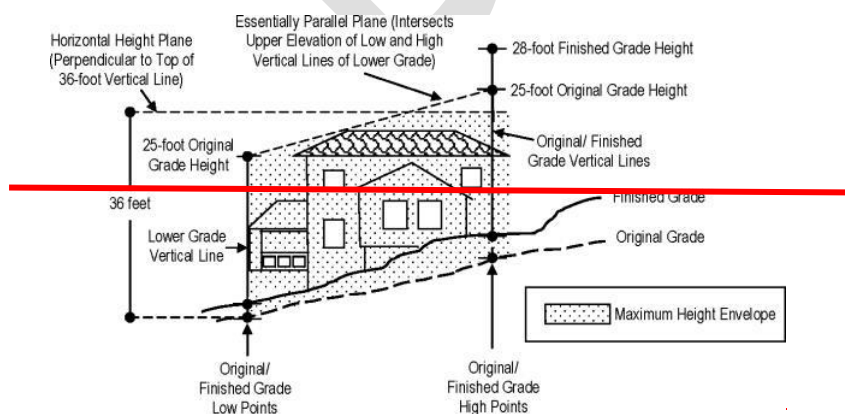 Essentially Parallel Plane (Intersects
Upper Elevation of Low and High
Vertical Lines of Lower Grade)
Horizontal Height Plane
(Perpendicular to Top of
36-foot Vertical Line)
28-foot Finished Grade Height
25-foot Original Grade Height
25-foot Original
Grade Height
Original/ Finished
Grade Vertical Lines
36 feet
Finished Grade
Lower Grade
Vertical Line
Original Grade
Maximum Height Envelope
Original/
Finished Grade
Low Points
Original/
Finished Grade
High Points